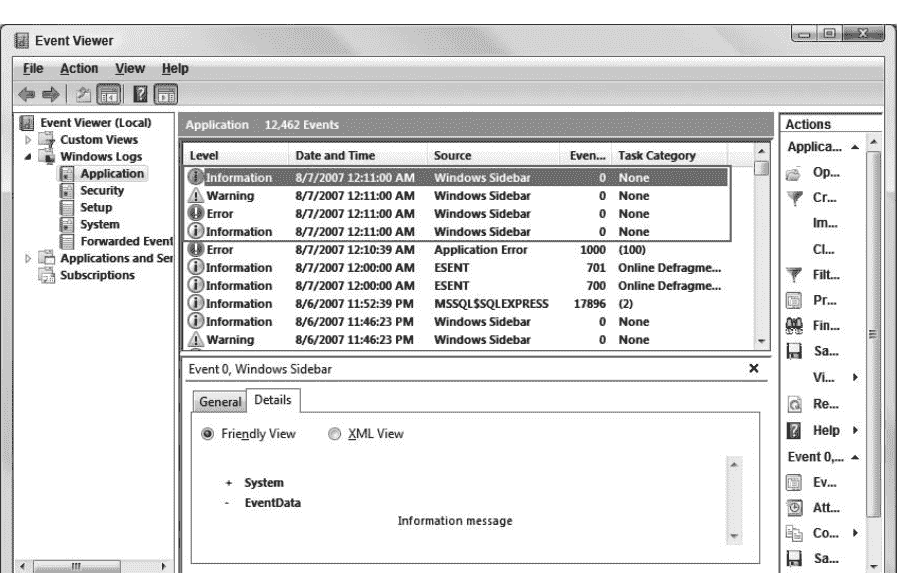 Event Viewer
File Action View Help
Event Viewer (Local)
Custom Views
Windows Logs
Application
Security
Setup
System
Forwarded Event
Applications and Ser
Subscriptions
Application 12,462 Events
Level Date and Time Source Even... Task Category
Information 8/7/2007 12:11:00 AM Windows Sidebar 0 None
Warning 8/7/2007 12:11:00 AM Windows Sidebar 0 None
Error 8/7/2007 12:11:00 AM Windows Sidebar 0 None
Information 8/7/2007 12:11:00 AM Windows Sidebar 0 None
Error 8/7/2007 12:10:39 AM Application Error 1000 (100)
Information 8/7/2007 12:00:00 AM ESENT 701 Online Defragme...
Information 8/7/2007 12:00:00 AM ESENT 700 Online Defragme...
Information 8/6/2007 11:52:39 PM MSSQL$SQLEXPRESS 17896 (2)
Information 8/6/2007 11:46:23 PM Windows Sidebar 0 None
Warning 8/6/2007 11:46:23 PM Windows Sidebar 0 None
Event 0, Windows Sidebar
General Details
Friendly View XML View
+ System
- EventData
Information message
Actions
Applica...
Op...
Cr...
Im...
Cl...
Filt...
Pr...
Fin...
Sa...
Vi...
Re...
Help
Event 0,...
Ev...
Att...
Co...
Sa...